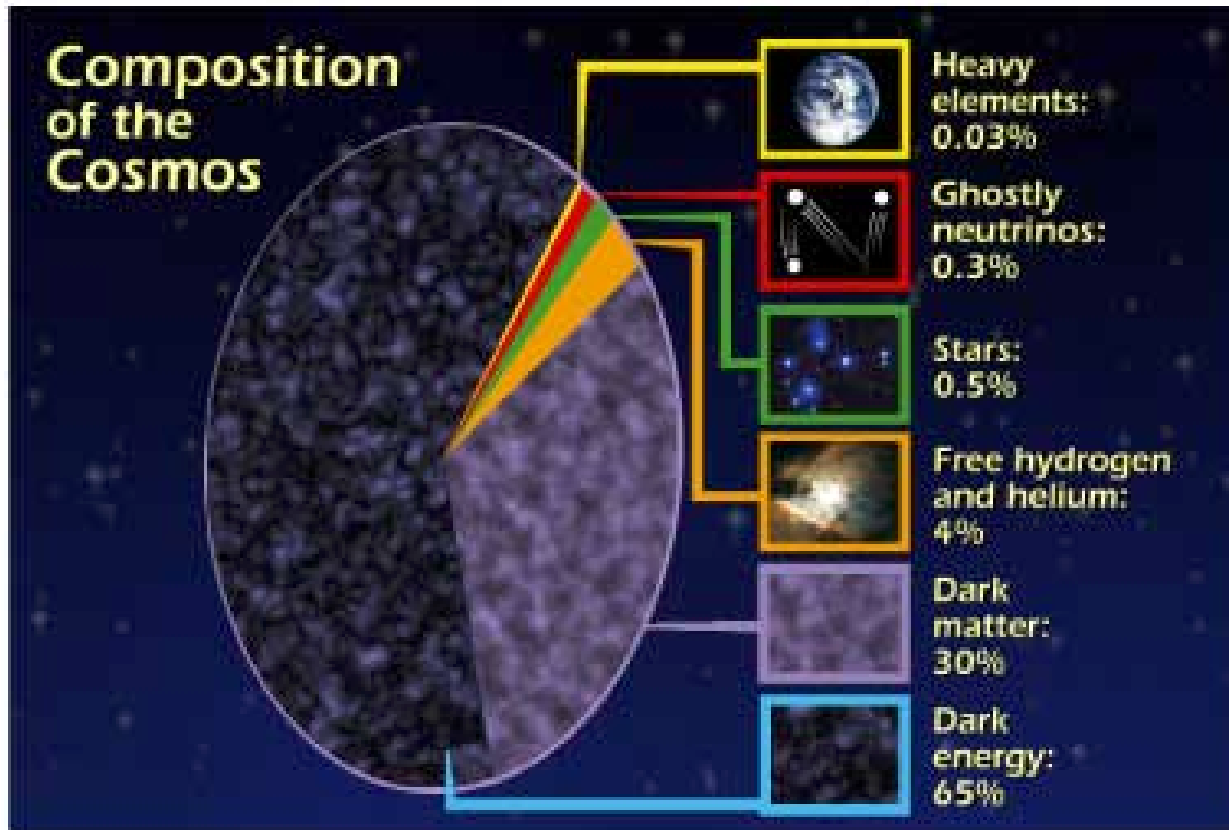 Composition
of the
Cosmos
Heavy
elements:
0.03%
Ghostly
neutrinos:
0.3%
Stars:
0.5%
Free hydrogen
and helium:
4%
Dark
matter:
30%
Dark
energy:
65%